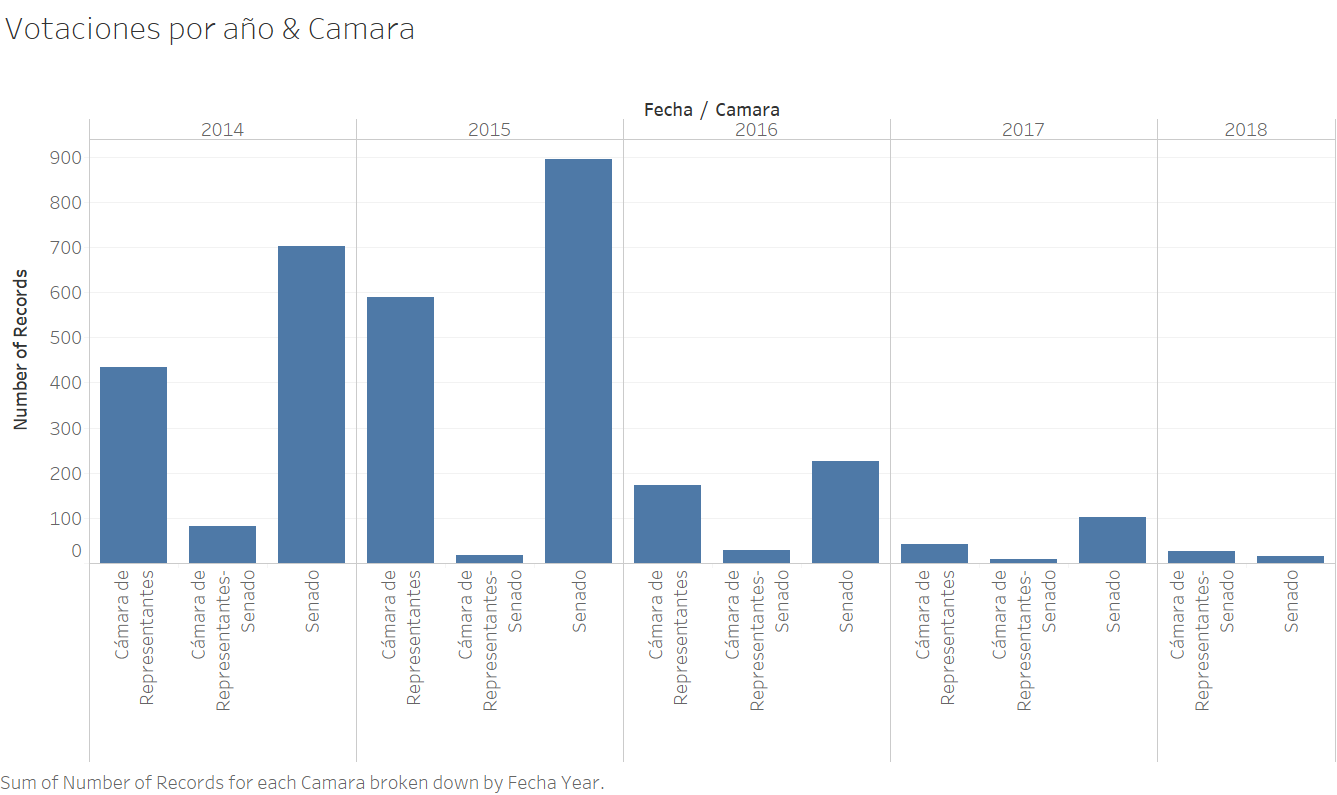 Votaciones por año & Camara
Fecha / Camara
2014
2015
2016
2017
2018
Number of Records
900
800
700
600
500
400
300
200
100
0
Cámara de
Representantes
Cámara de
Representantes-
Senado
Senado
Cámara de
Representantes
Cámara de
Representantes-
Senado
Senado
Cámara de
Representantes
Cámara de
Representantes-
Senado
Senado
Cámara de
Representantes
Cámara de
Representantes-
Senado
Senado
Cámara de
Representantes-
Senado
Senado
Sum of Number of Records for each Camara broken down by Fecha Year.